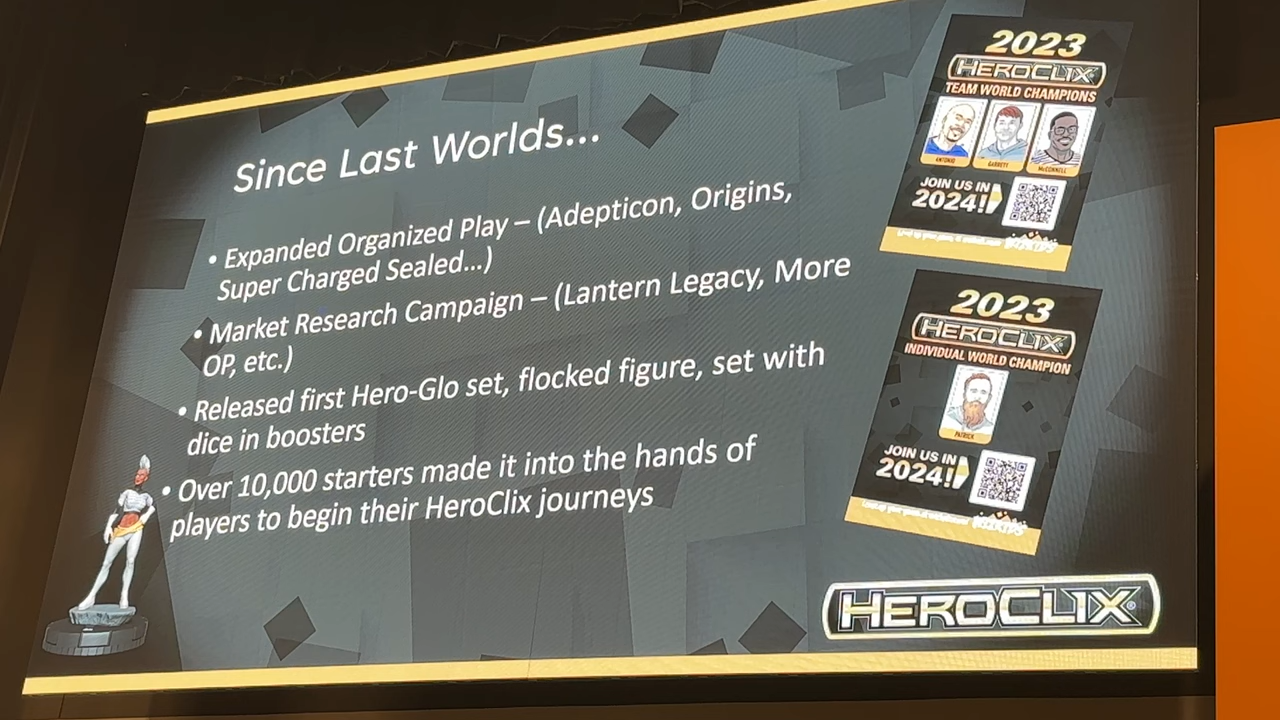 Since Last Worlds...
• Expanded Organized Play – (Adepticon, Origins,
Super Charged Sealed...)
• Market Research Campaign – (Lantern Legacy, More
OP, etc.)
• Released first Hero-Glo set, flocked figure, set with
dice in boosters
• Over 10,000 starters made it into the hands of
players to begin their HeroClix journeys
2023
HEROCLIX
TEAM WORLD CHAMPIONS
ANTONIO
GARRETT
McCONNELL
JOIN US IN
2024!
WIZKIDS
2023
HEROCLIX
INDIVIDUAL WORLD CHAMPION
PATRICK
JOIN US IN
2024!
WIZKIDS
HEROCLIX®